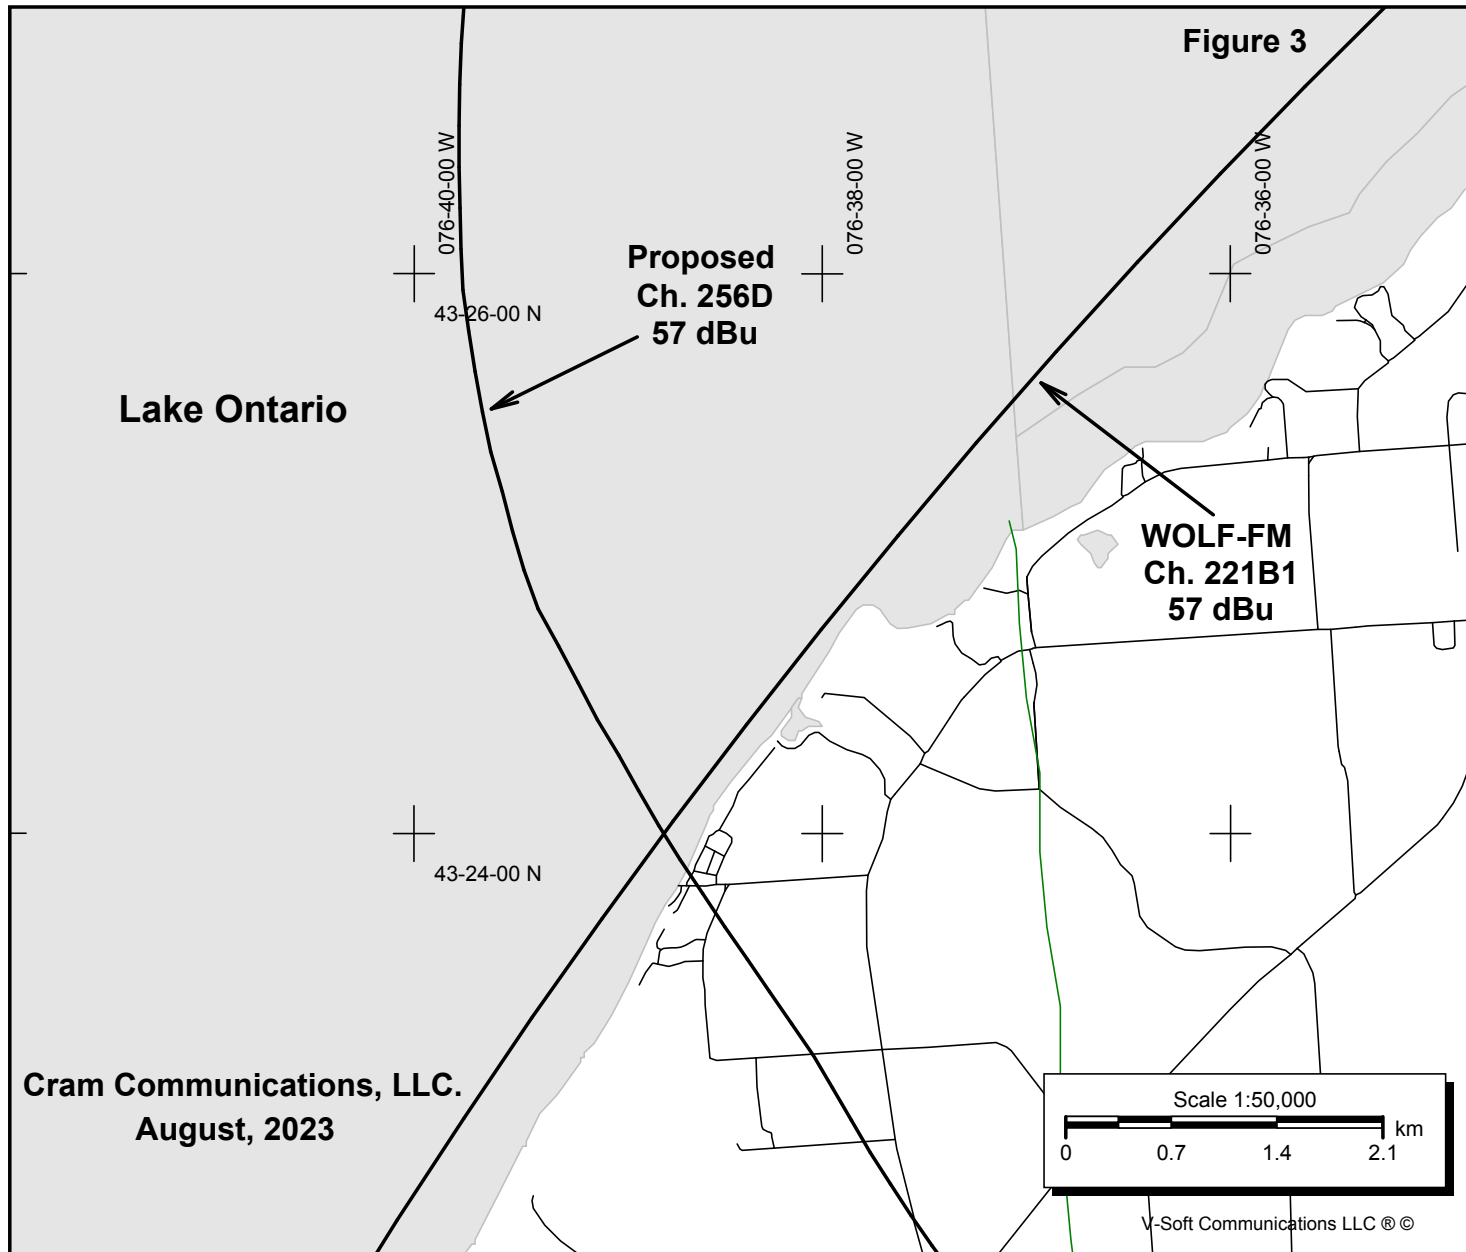 Figure 3
076-40-00 W
076-38-00 W
076-36-00 W
Proposed
Ch. 256D
57 dBu
43-26-00 N
Lake Ontario
WOLF-FM
Ch. 221B1
57 dBu
43-24-00 N
Cram Communications, LLC.
August, 2023
Scale 1:50,000
km
0 0.7 1.4 2.1
V-Soft Communications LLC ® ©